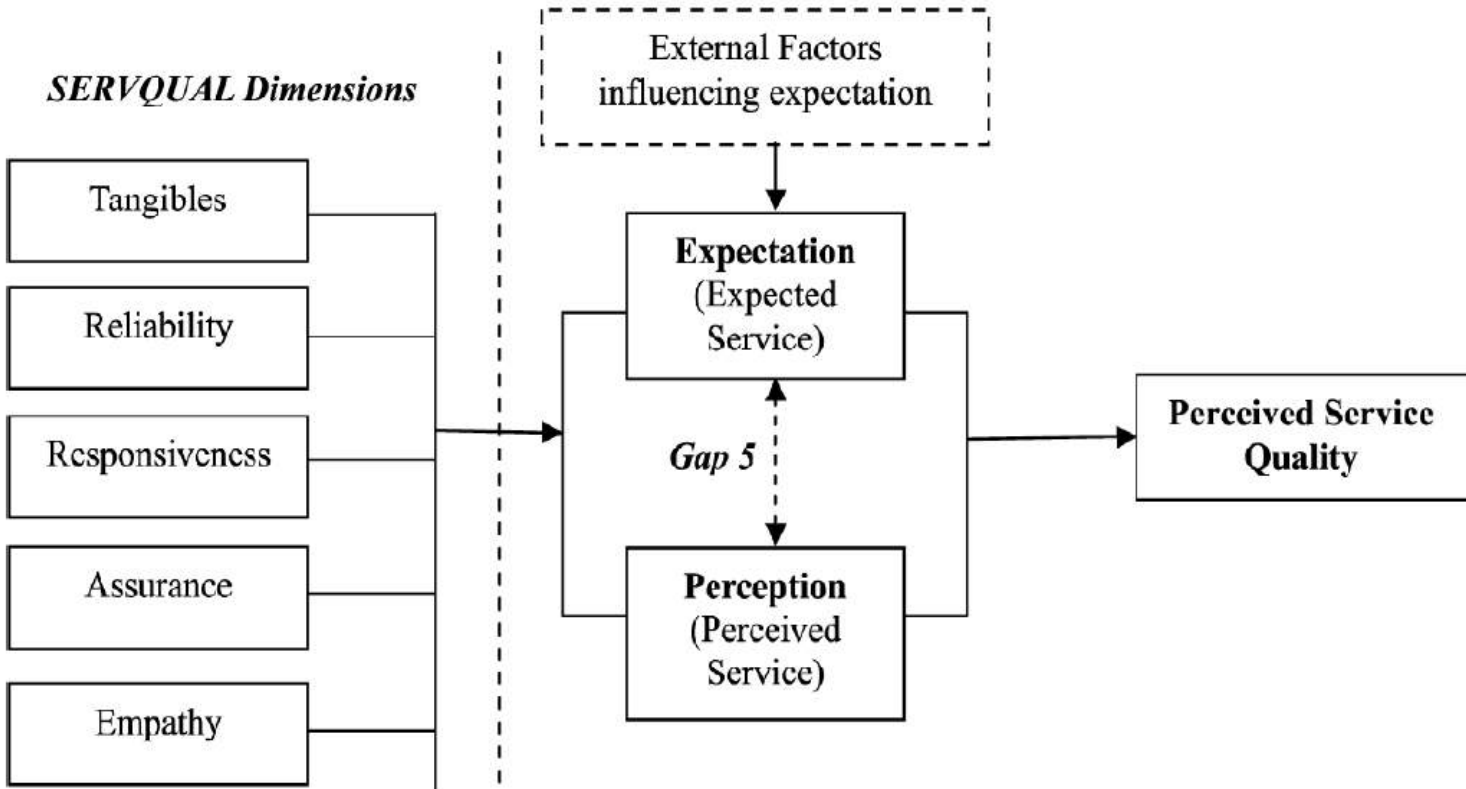 SERVQUAL Dimensions
Tangibles
Reliability
Responsiveness
Assurance
Empathy
External Factors
influencing expectation
Expectation
(Expected
Service)
Gap 5
Perception
(Perceived
Service)
Perceived Service
Quality